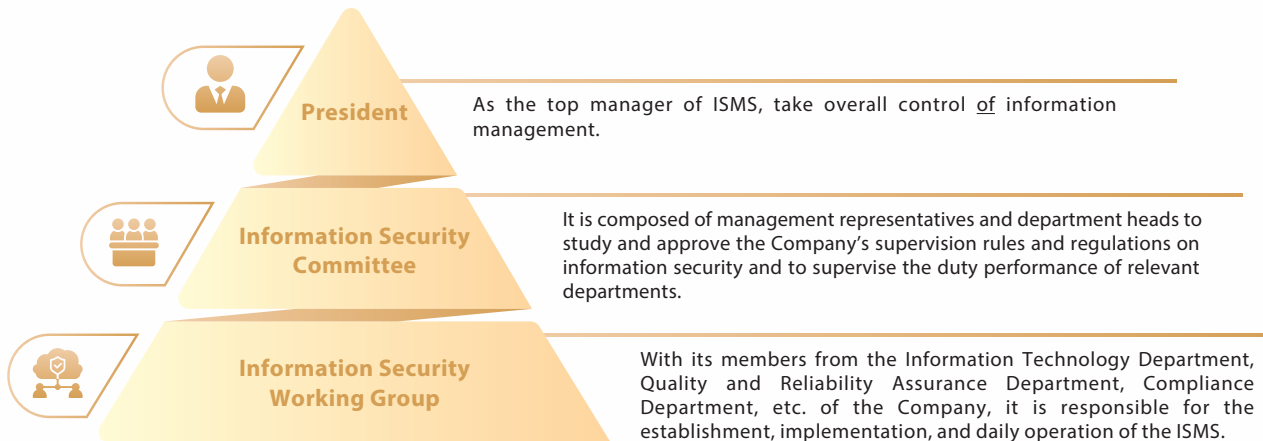 President
As the top manager of ISMS, take overall control of information
management.
Information Security
Committee
It is composed of management representatives and department heads to
study and approve the Company’s supervision rules and regulations on
information security and to supervise the duty performance of relevant
departments.
Information Security
Working Group
With its members from the Information Technology Department,
Quality and Reliability Assurance Department, Compliance
Department, etc. of the Company, it is responsible for the
establishment, implementation, and daily operation of the ISMS.